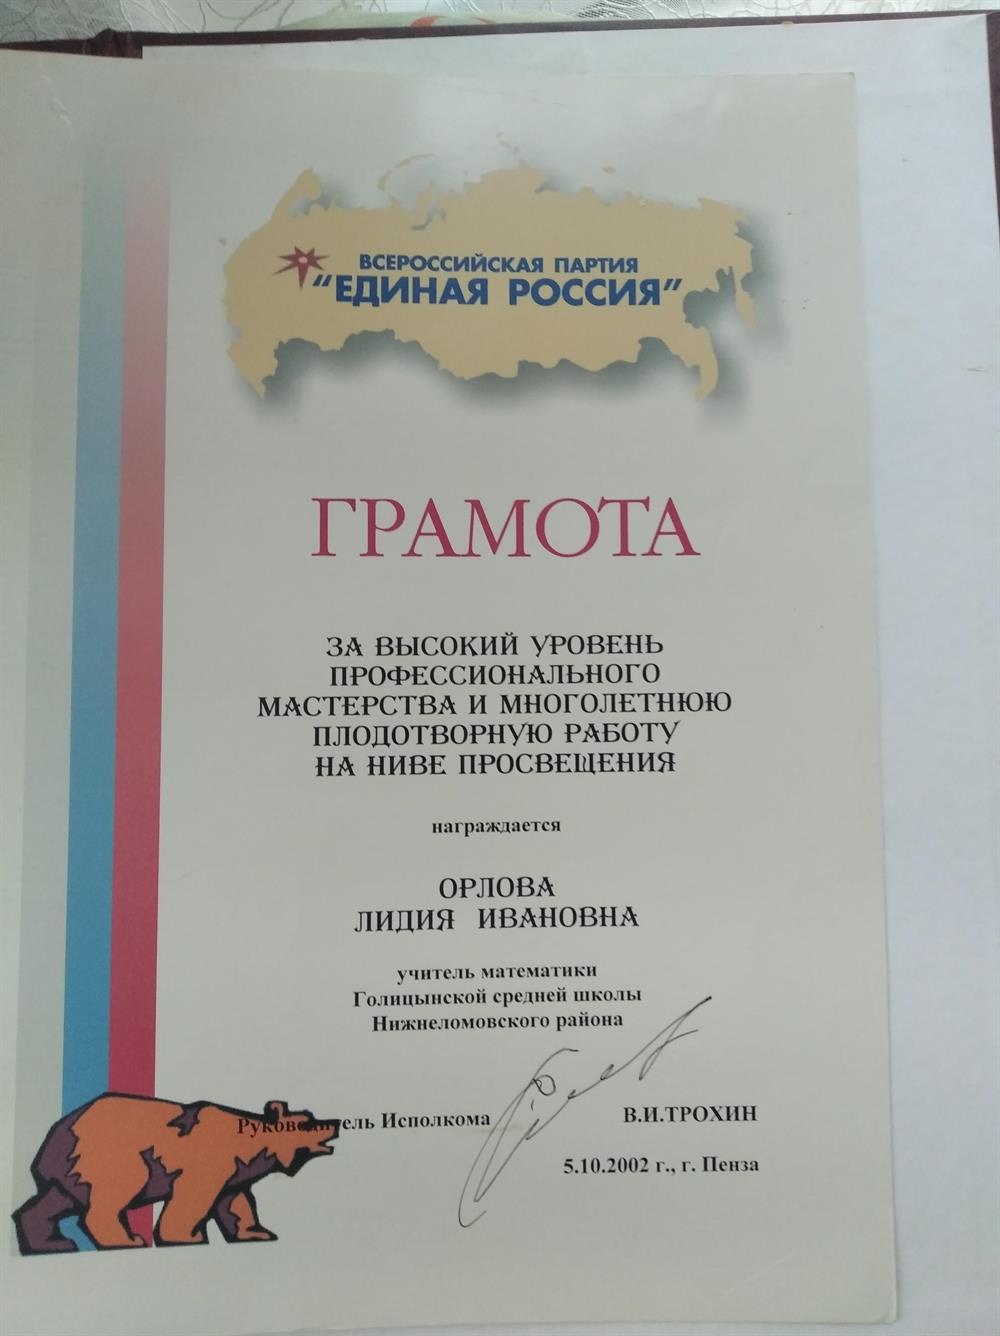 ВСЕРОССИЙСКАЯ ПАРТИЯ
"ЕДИНАЯ РОССИЯ"
ГРАМОТА
ЗА ВЫСОКИЙ УРОВЕНЬ
ПРОФЕССИОНАЛЬНОГО
МАСТЕРСТВА И МНОГОЛЕТНЮЮ
ПЛОДОТВОРНУЮ РАБОТУ
НА НИВЕ ПРОСВЕЩЕНИЯ
награждается
ОРЛОВА
ЛИДИЯ ИВАНОВНА
учитель математики
Голицынской средней школы
Нижнеломовского района
Руководитель Исполкома В.И.ТРОХИН
5.10.2002 г., г. Пенза